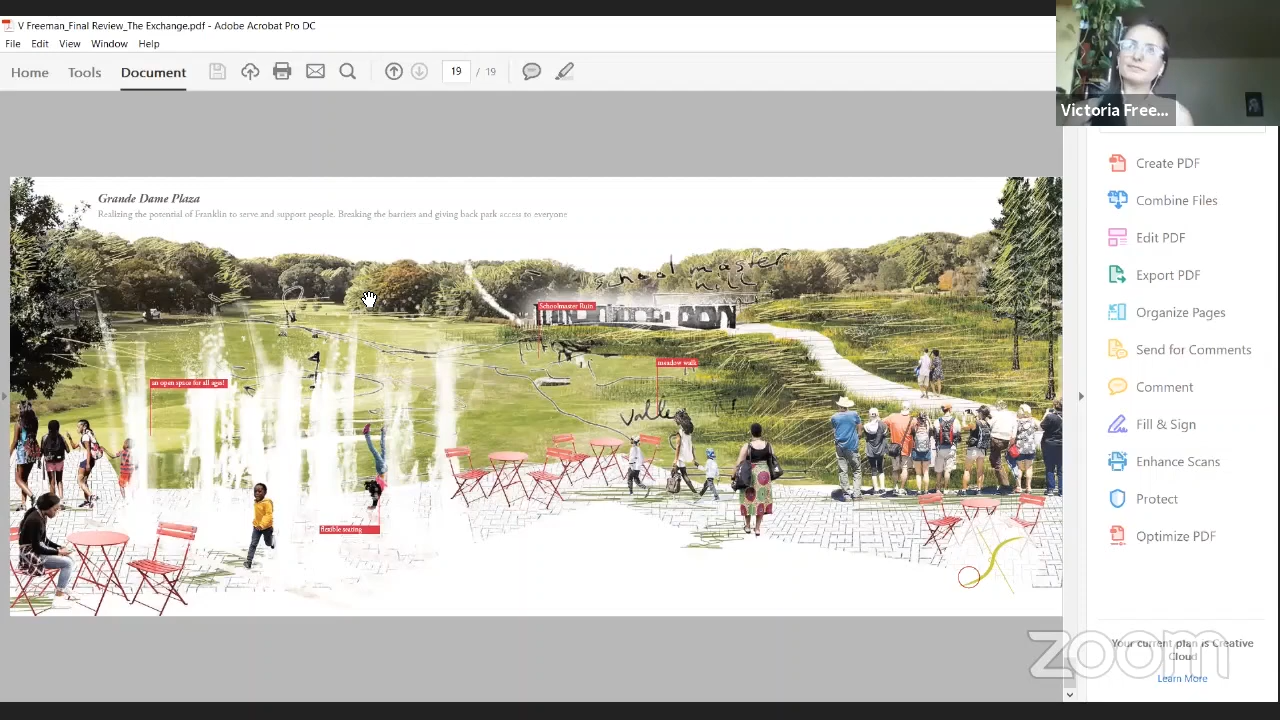 V Freeman_Final Review_The Exchange.pdf - Adobe Acrobat Pro DC
File Edit View Window Help
Home Tools Document 19 / 19
Victoria Free...
Create PDF
Combine Files
Edit PDF
Export PDF
Organize Pages
Send for Comments
Comment
Fill & Sign
Enhance Scans
Protect
Optimize PDF
Your current plan is Creative
Cloud
Learn More
zoom
Grande Dame Plaza
Realizing the potential of Franklin to serve and support people. Breaking the barriers and giving back park access to everyone
schoolmaster
hill
Schoolmaster Ruin
meadow walk
an open space for all ages!
flexible seating